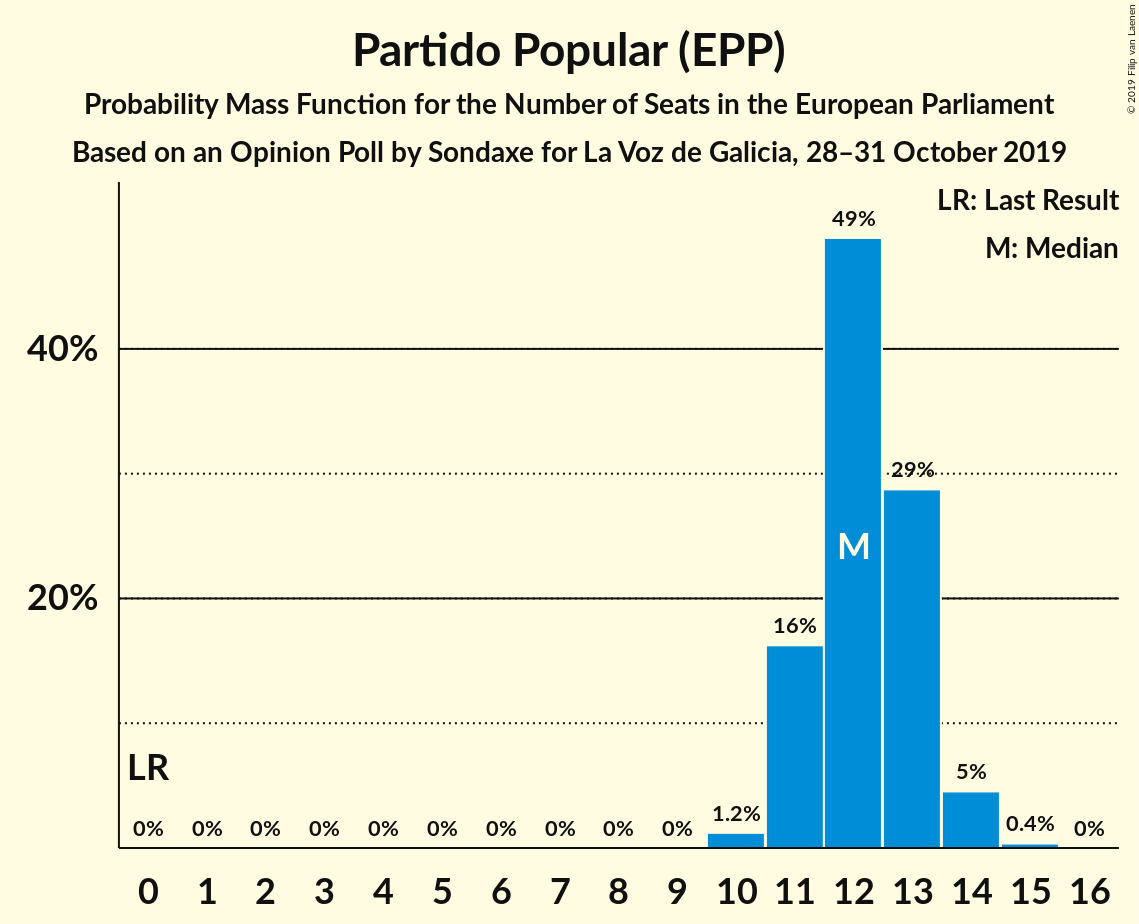 Partido Popular (EPP)
Probability Mass Function for the Number of Seats in the European Parliament
Based on an Opinion Poll by Sondaxe for La Voz de Galicia, 28–31 October 2019
© 2019 Filip van Laenen
LR: Last Result
M: Median
49%
40%
29%
M
20%
16%
LR
5%
0% 0% 0% 0% 0% 0% 0% 0% 0% 0% 1.2% 0.4% 0%
0 1 2 3 4 5 6 7 8 9 10 11 12 13 14 15 16